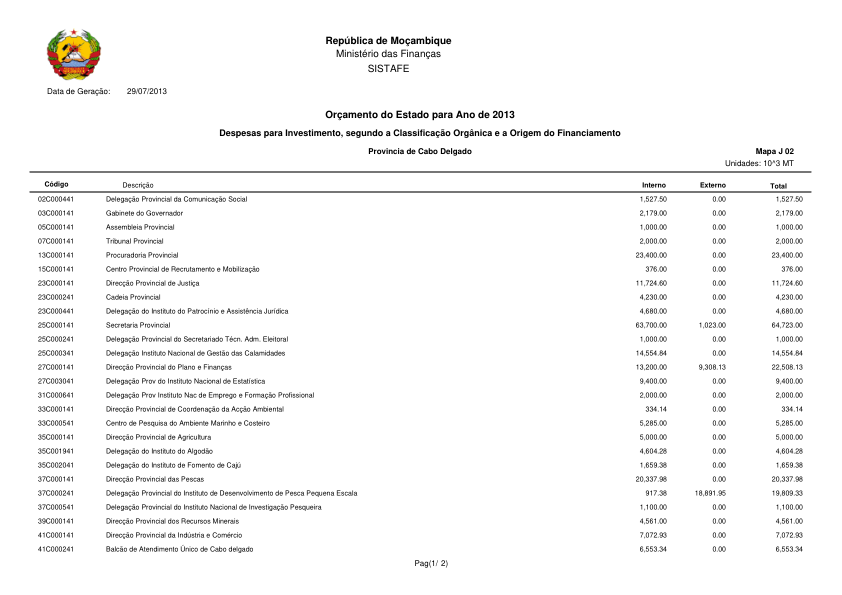 República de Moçambique
Ministério das Finanças
SISTAFE
Data de Geração: 29/07/2013
Orçamento do Estado para Ano de 2013
Despesas para Investimento, segundo a Classificação Orgânica e a Origem do Financiamento
Provincia de Cabo Delgado Mapa J 02
Unidades: 10^3 MT
Código Descrição Interno Externo Total
02C000441 Delegação Provincial da Comunicação Social 1,527.50 0.00 1,527.50
03C000141 Gabinete do Governador 2,179.00 0.00 2,179.00
05C000141 Assembleia Provincial 1,000.00 0.00 1,000.00
07C000141 Tribunal Provincial 2,000.00 0.00 2,000.00
13C000141 Procuradoria Provincial 23,400.00 0.00 23,400.00
15C000141 Centro Provincial de Recrutamento e Mobilização 376.00 0.00 376.00
23C000141 Direcção Provincial de Justiça 11,724.60 0.00 11,724.60
23C000241 Cadeia Provincial 4,230.00 0.00 4,230.00
23C000441 Delegação do Instituto do Patrocínio e Assistência Jurídica 4,680.00 0.00 4,680.00
25C000141 Secretaria Provincial 63,700.00 1,023.00 64,723.00
25C000241 Delegação Provincial do Secretariado Técn. Adm. Eleitoral 1,000.00 0.00 1,000.00
25C000341 Delegação Instituto Nacional de Gestão das Calamidades 14,554.84 0.00 14,554.84
27C000141 Direcção Provincial do Plano e Finanças 13,200.00 9,308.13 22,508.13
27C003041 Delegação Prov do Instituto Nacional de Estatística 9,400.00 0.00 9,400.00
31C000641 Delegação Prov Instituto Nac de Emprego e Formação Profissional 2,000.00 0.00 2,000.00
33C000141 Direcção Provincial de Coordenação da Acção Ambiental 334.14 0.00 334.14
33C000541 Centro de Pesquisa do Ambiente Marinho e Costeiro 5,285.00 0.00 5,285.00
35C000141 Direcção Provincial de Agricultura 5,000.00 0.00 5,000.00
35C001941 Delegação do Instituto do Algodão 4,604.28 0.00 4,604.28
35C002041 Delegação do Instituto de Fomento de Cajú 1,659.38 0.00 1,659.38
37C000141 Direcção Provincial das Pescas 20,337.98 0.00 20,337.98
37C000241 Delegação Provincial do Instituto de Desenvolvimento de Pesca Pequena Escala 917.38 18,891.95 19,809.33
37C000541 Delegação Provincial do Instituto Nacional de Investigação Pesqueira 1,100.00 0.00 1,100.00
39C000141 Direcção Provincial dos Recursos Minerais 4,561.00 0.00 4,561.00
41C000141 Direcção Provincial da Indústria e Comércio 7,072.93 0.00 7,072.93
41C000241 Balcão de Atendimento Único de Cabo delgado 6,553.34 0.00 6,553.34
Pag(1/ 2)